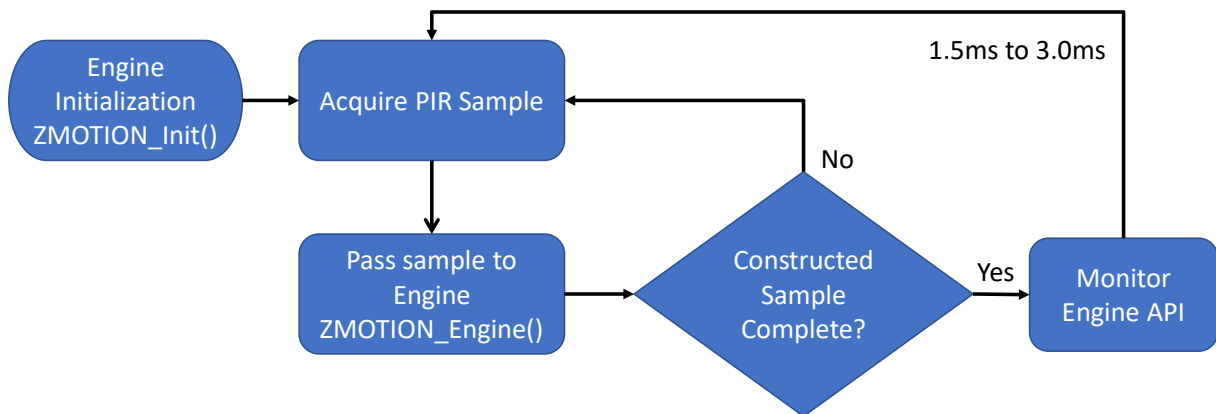 Engine
Initialization
ZMOTION_Init()
Acquire PIR Sample
1.5ms to 3.0ms
No
Pass sample to
Engine
ZMOTION_Engine()
Constructed
Sample
Complete?
Yes
Monitor
Engine API